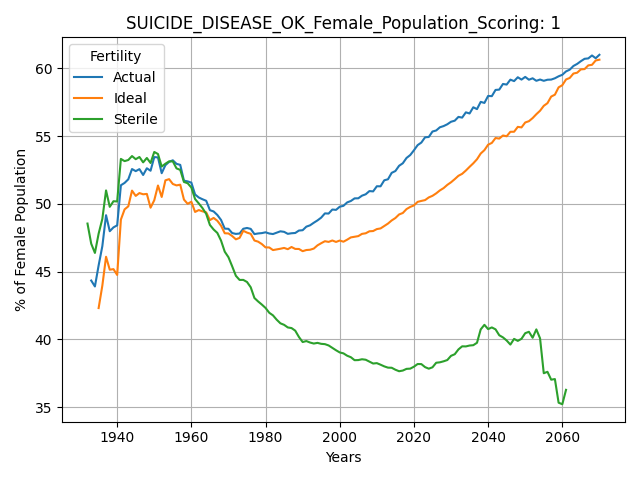 SUICIDE_DISEASE_OK_Female_Population_Scoring: 1
Fertility
Actual
Ideal
Sterile
% of Female Population
60
55
50
45
40
35
1940
1960
1980
2000
2020
2040
2060
Years